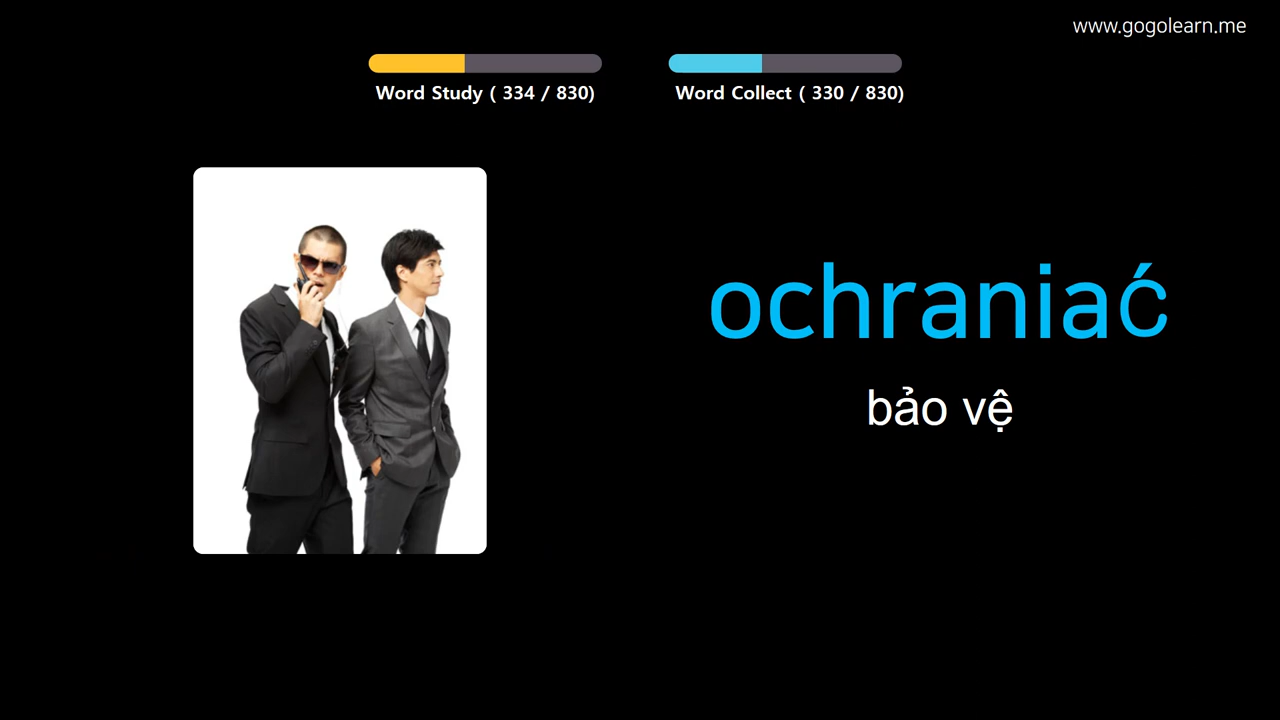 www.gogolearn.me
Word Study ( 334 / 830)
Word Collect ( 330 / 830)
ochraniać
bảo vệ